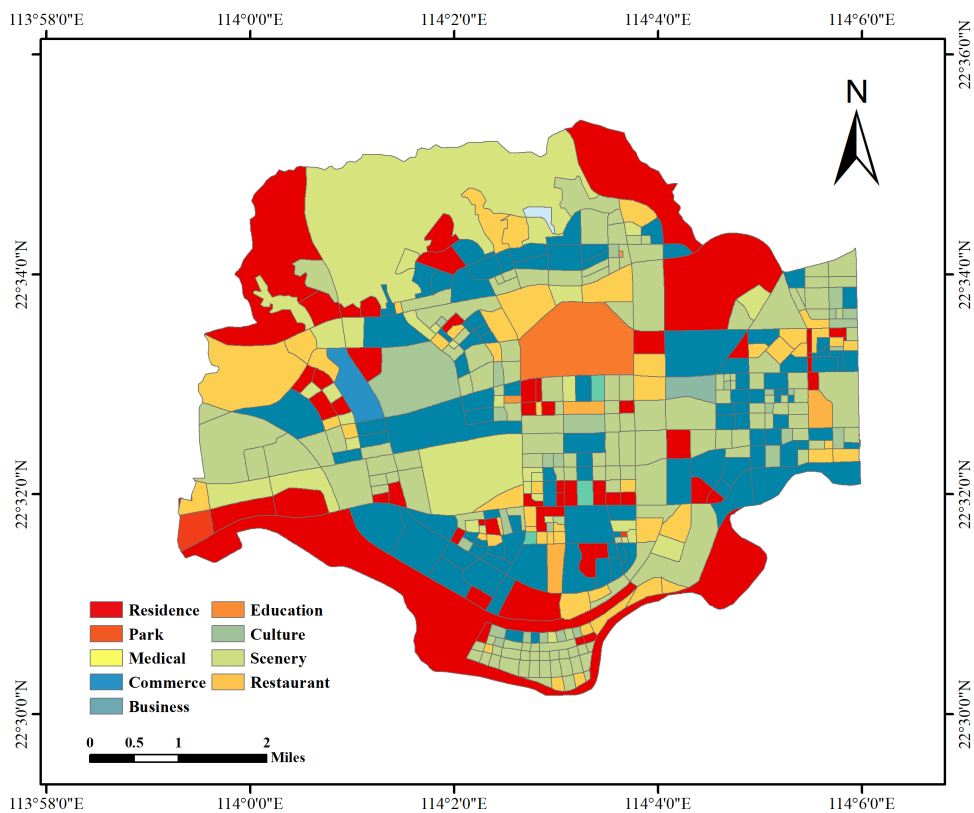 113°58'0"E 114°0'0"E 114°2'0"E 114°4'0"E 114°6'0"E
22°36'0"N
N
22°34'0"N 22°34'0"N
22°32'0"N 22°32'0"N
Residence Education
Park Culture
Medical Scenery
Commerce Restaurant
Business
22°30'0"N 22°30'0"N
0 0.5 1 2
Miles
113°58'0"E 114°0'0"E 114°2'0"E 114°4'0"E 114°6'0"E